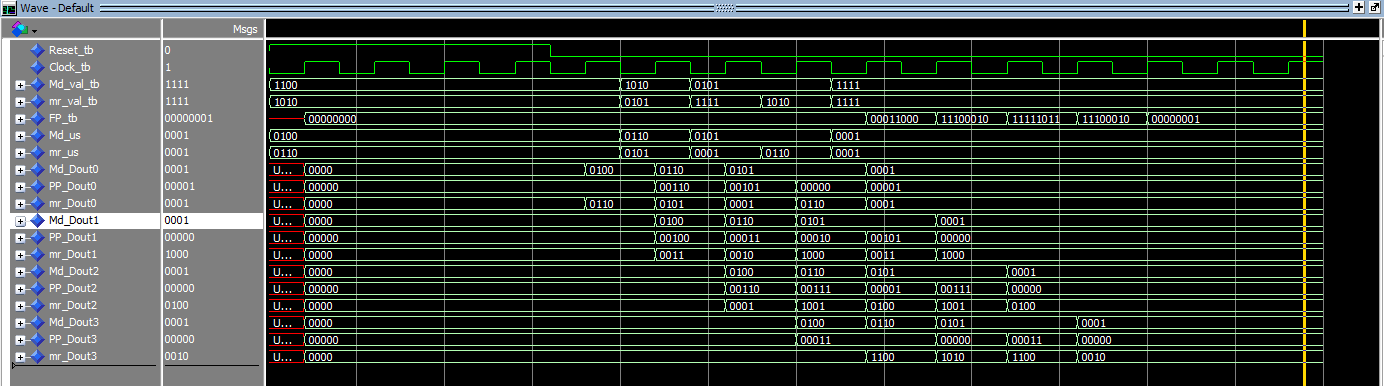 Wave - Default
Msgs
Reset_tb 0
Clock_tb 1
Md_val_tb 1111 1100 1010 0101 1111
mr_val_tb 1111 1010 0101 1111 1010 1111
FP_tb 00000001 00000000 00011000 11100010 11111011 11100010 00000001
Md_us 0001 0100 0110 0101 0001
mr_us 0001 0110 0101 0001 0110 0001
Md_Dout0 0001 U... 0000 0100 0110 0101 0001
PP_Dout0 00001 U... 00000 00110 00101 00000 00001
mr_Dout0 0001 U... 0000 0110 0101 0001 0110 0001
Md_Dout1 0001 U... 0000 0100 0110 0101 0001
PP_Dout1 00000 U... 00000 00100 00011 00010 00101 00000
mr_Dout1 1000 U... 0000 0011 0010 1000 0011 1000
Md_Dout2 0001 U... 0000 0100 0110 0101 0001
PP_Dout2 00000 U... 00000 00110 00111 00001 00111 00000
mr_Dout2 0100 U... 0000 0001 1001 0100 1001 0100
Md_Dout3 0001 U... 0000 0100 0110 0101 0001
PP_Dout3 00000 U... 00000 00011 00000 00011 00000
mr_Dout3 0010 U... 0000 1100 1010 1100 0010